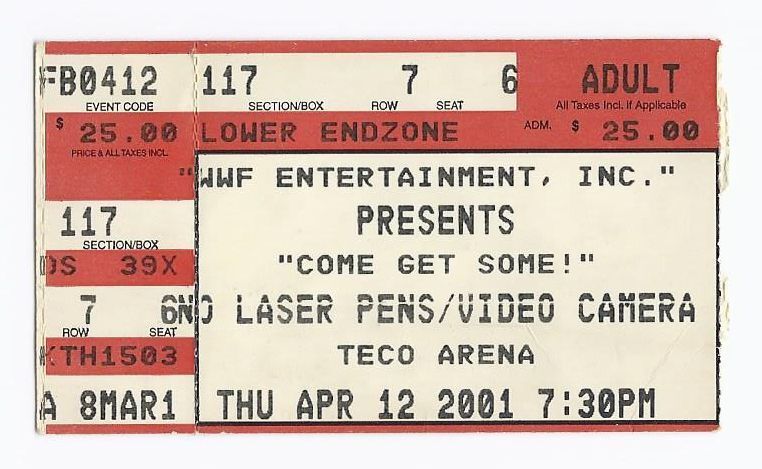 FB0412
EVENT CODE
$ 25.00
PRICE & ALL TAXES INCL.
117
SECTION/BOX
DS 39X
7 6
ROW SEAT
KTH1503
A 8MAR1
117 7 6 ADULT
SECTION/BOX ROW SEAT All Taxes Incl. if Applicable
LOWER ENDZONE ADM. $ 25.00
"WWF ENTERTAINMENT, INC."
PRESENTS
"COME GET SOME!"
NO LASER PENS/VIDEO CAMERA
TECO ARENA
THU APR 12 2001 7:30PM